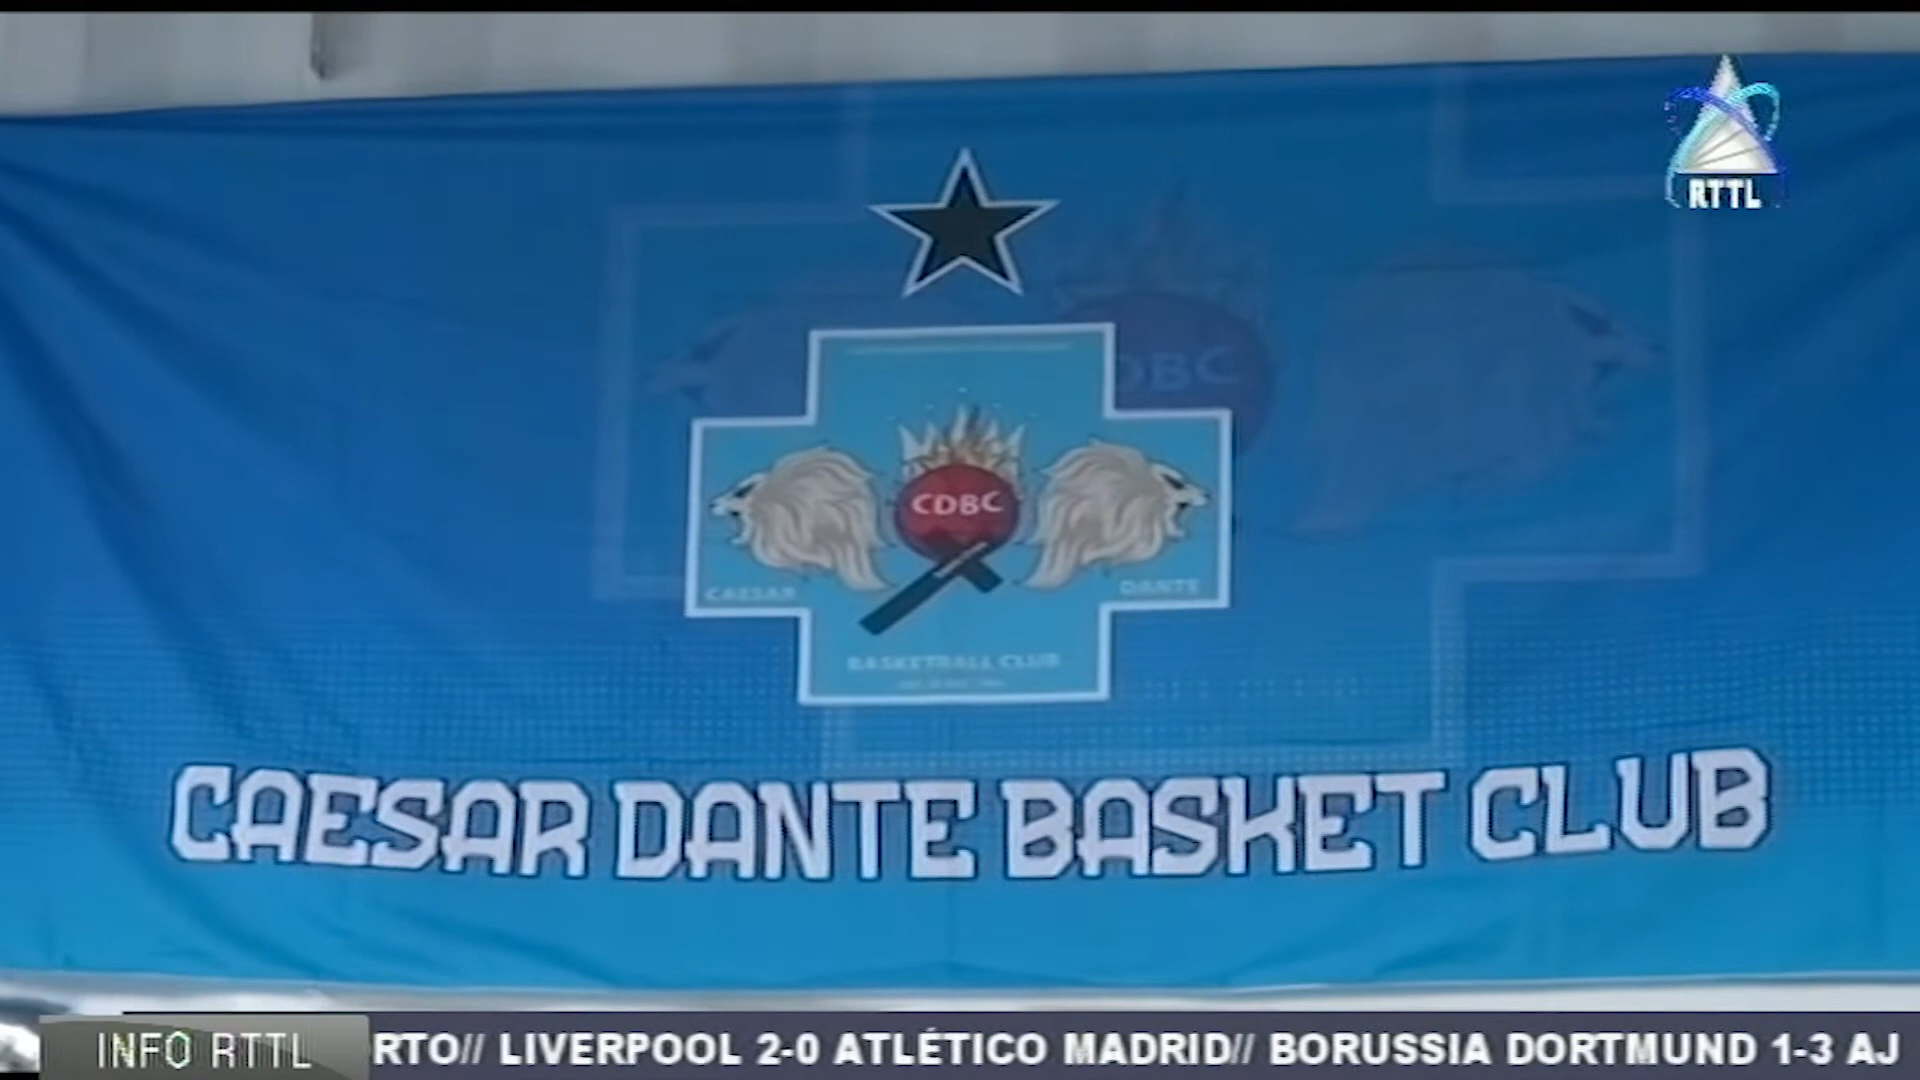 RTTL
DBC
CDBC
CAESAR
DANTE
BASKETBALL CLUB
CAESAR DANTE BASKET CLUB
INFO RTTL
RTO// LIVERPOOL 2-0 ATLÉTICO MADRID// BORUSSIA DORTMUND 1-3 AJ